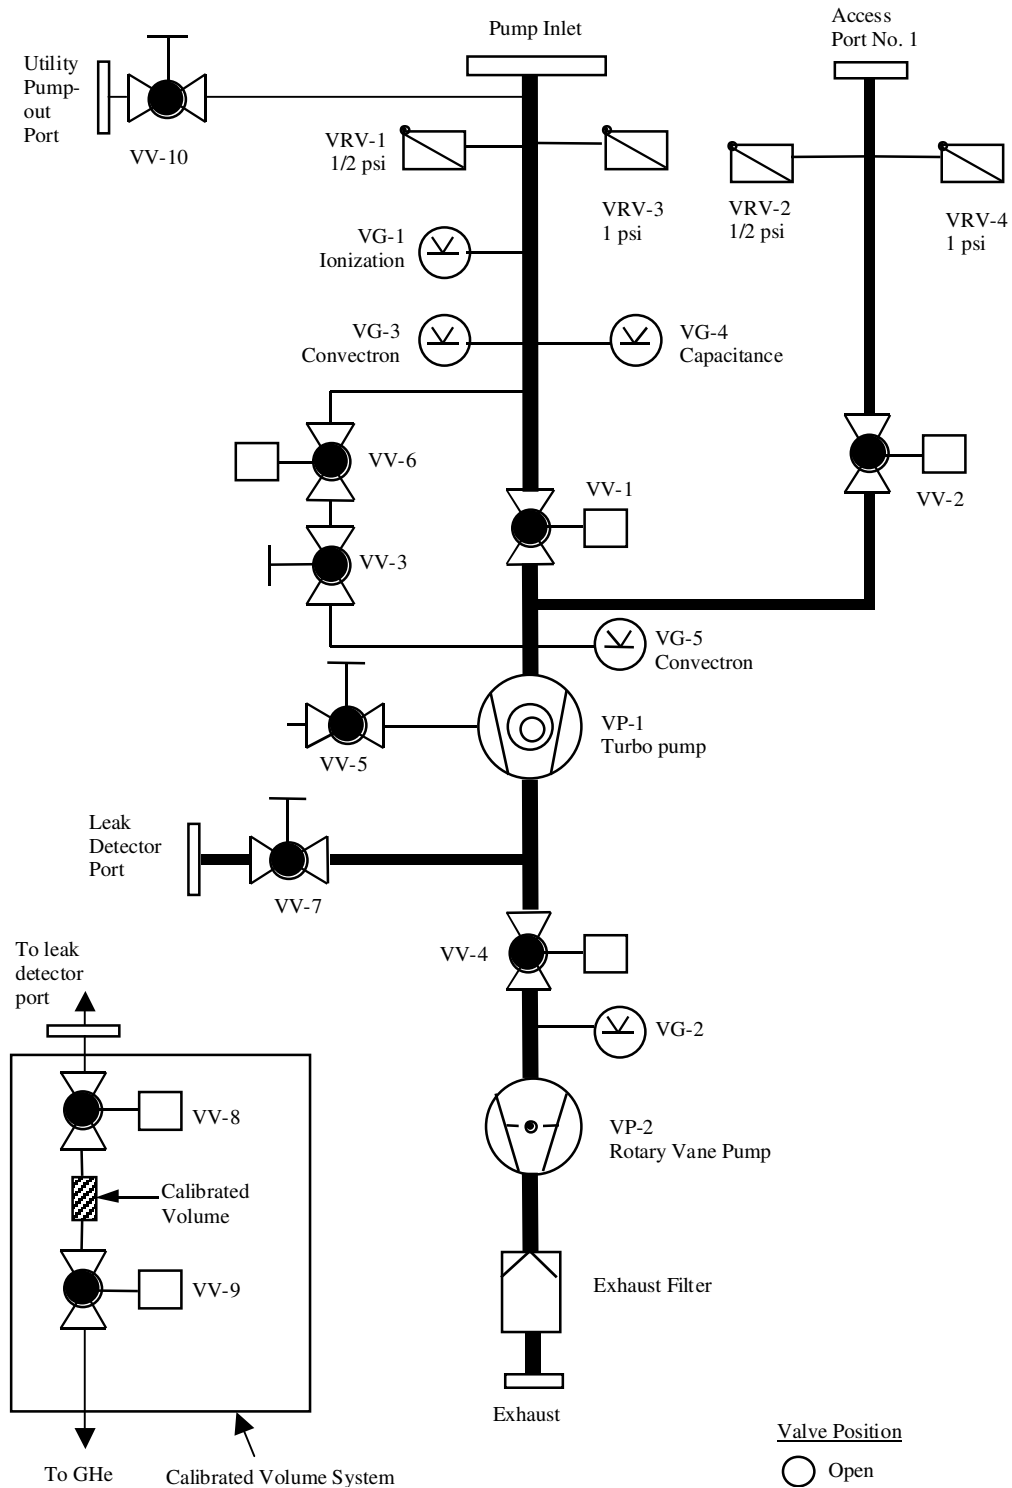 Pump Inlet
Access
Port No. 1
Utility
Pump-
out
Port
VV-10
VRV-1
1/2 psi
VRV-3
1 psi
VRV-2
1/2 psi
VRV-4
1 psi
VG-1
Ionization
VG-3
Convectron
VG-4
Capacitance
VV-6
VV-1
VV-2
VV-3
VG-5
Convectron
VP-1
Turbo pump
VV-5
Leak
Detector
Port
VV-7
To leak
detector
port
VV-4
VG-2
VV-8
VP-2
Rotary Vane Pump
Calibrated
Volume
VV-9
Exhaust Filter
Exhaust
To GHe
Calibrated Volume System
Valve Position
Open